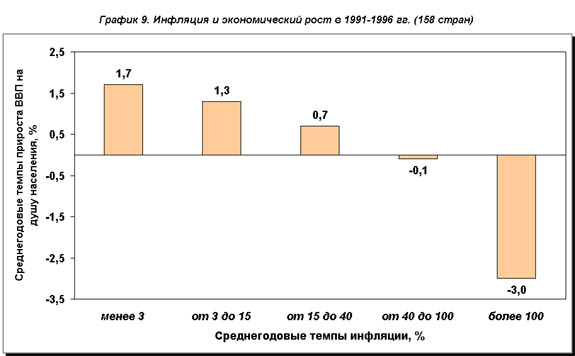 График 9. Инфляция и экономический рост в 1991-1996 гг. (158 стран)
Среднегодовые темпы прироста ВВП на
душу населения, %
2,5
1,5
0,5
-0,5
-1,5
-2,5
-3,5
1,7
1,3
0,7
-0,1
-3,0
менее 3
от 3 до 15
от 15 до 40
от 40 до 100
более 100
Среднегодовые темпы инфляции, %